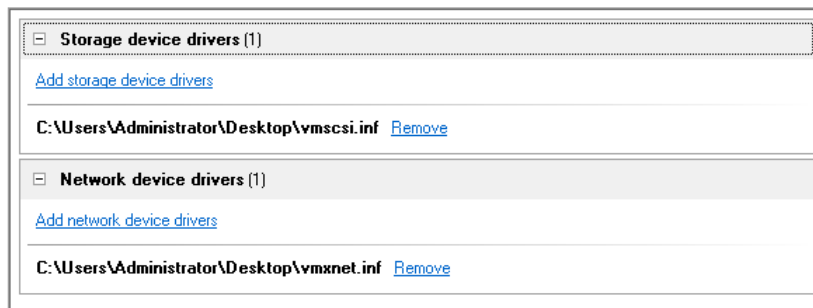 Storage device drivers (1)
Add storage device drivers
C:\Users\Administrator\Desktop\vmscsi.inf Remove
Network device drivers (1)
Add network device drivers
C:\Users\Administrator\Desktop\vmxnet.inf Remove